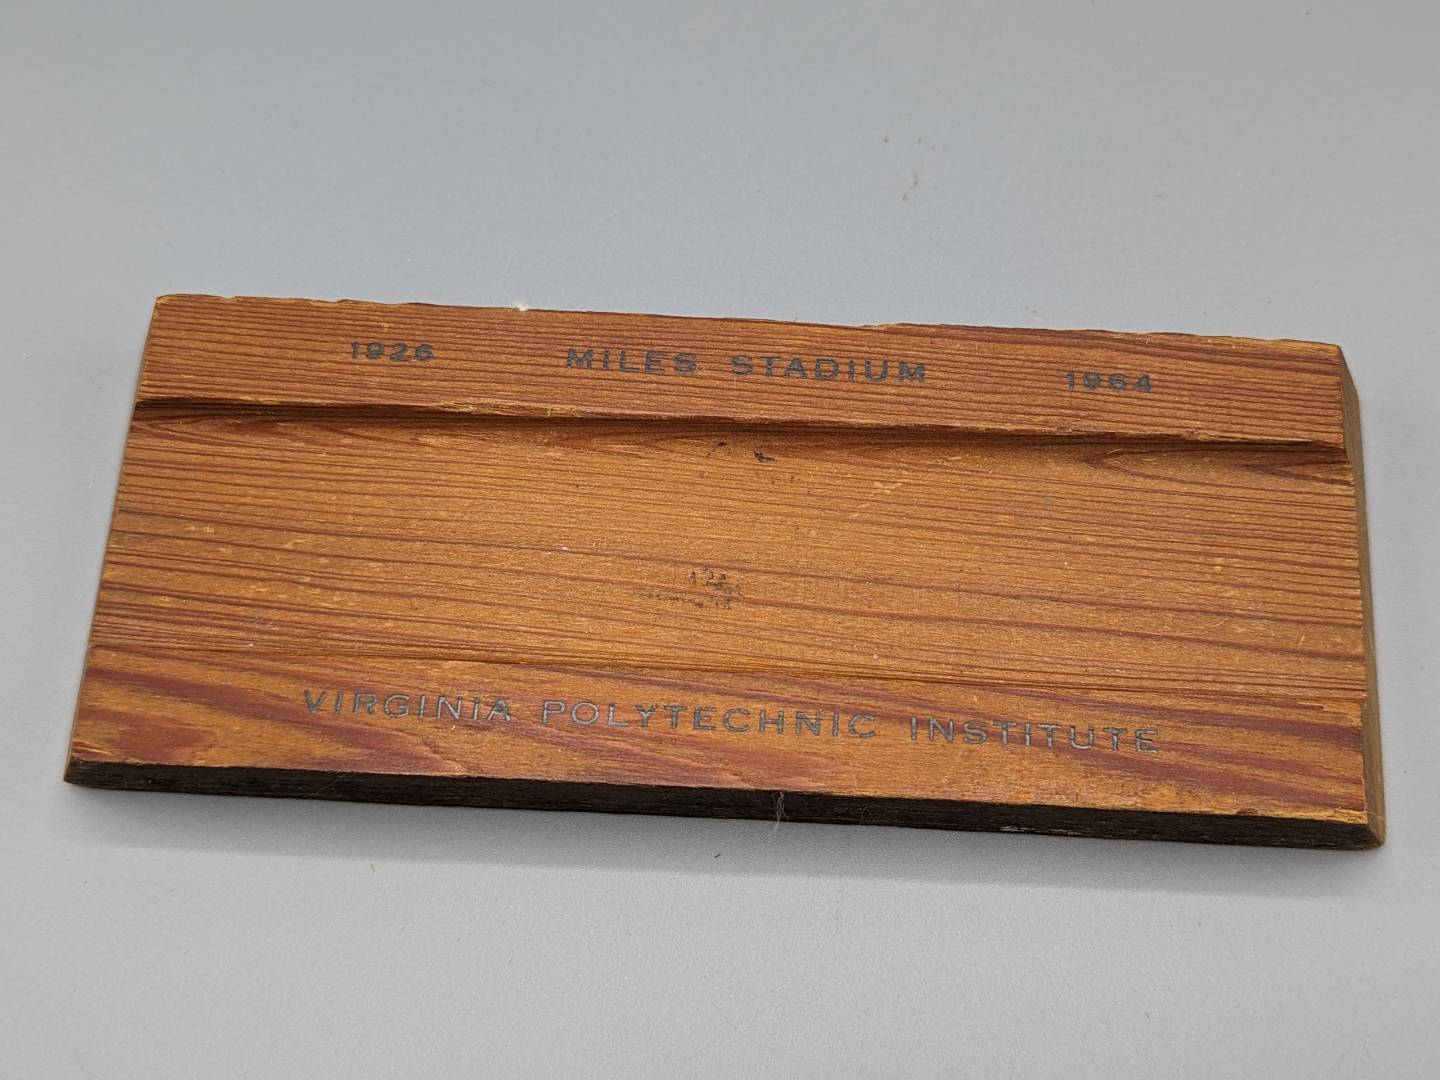 1926 MILES STADIUM 1964
VIRGINIA POLYTECHNIC INSTITUTE